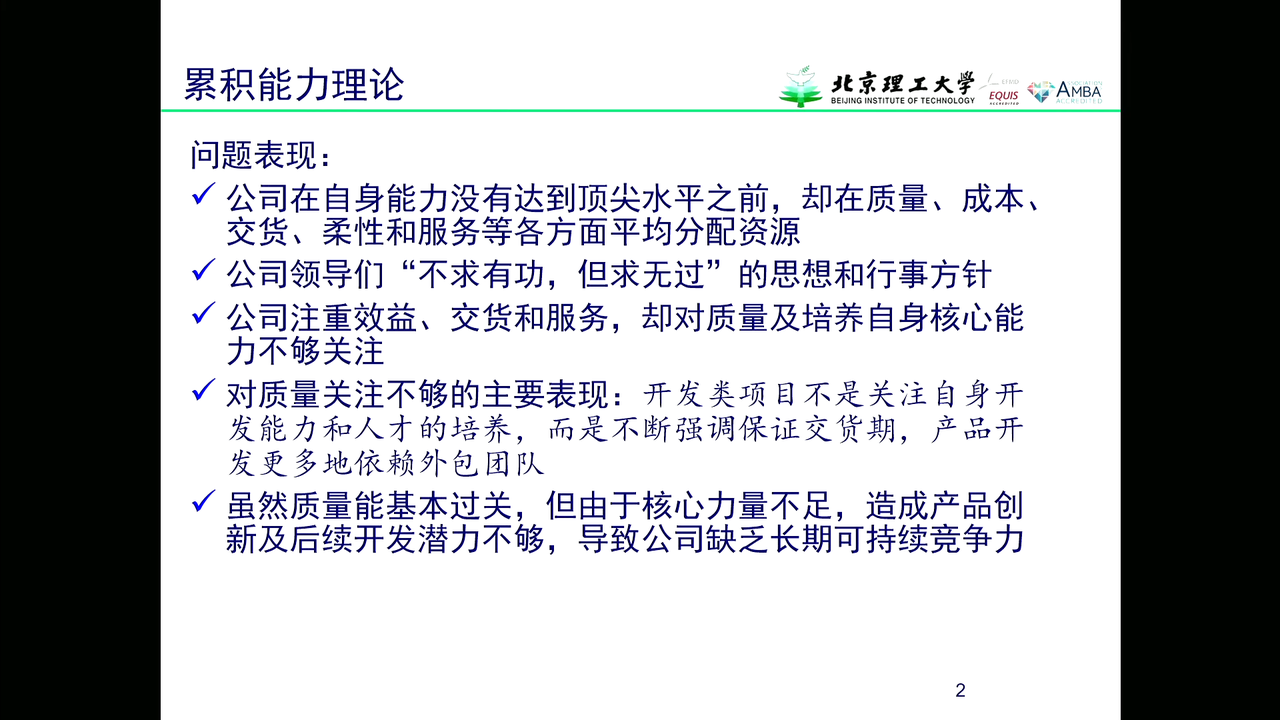 累积能力理论
北京理工大学
BEIJING INSTITUTE OF TECHNOLOGY
EFMD
EQUIS
ACCREDITED
ASSOCIATION
AMBA
ACCREDITED
问题表现：
✓ 公司在自身能力没有达到顶尖水平之前，却在质量、成本、
交货、柔性和服务等各方面平均分配资源
✓ 公司领导们“不求有功，但求无过”的思想和行事方针
✓ 公司注重效益、交货和服务，却对质量及培养自身核心能
力不够关注
✓ 对质量关注不够的主要表现：开发类项目不是关注自身开
发能力和人才的培养，而是不断强调保证交货期，产品开
发更多地依赖外包团队
✓ 虽然质量能基本过关，但由于核心力量不足，造成产品创
新及后续开发潜力不够，导致公司缺乏长期可持续竞争力
2